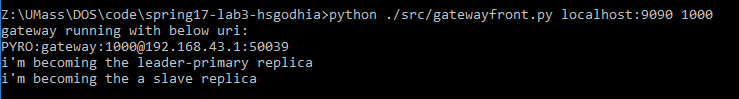 Z:\UMass\DOS\code\spring17-lab3-hsgodhia>python ./src/gatewayfront.py localhost:9090 1000
gateway running with below uri:
PYRO:gateway:1000@192.168.43.1:50039
i'm becoming the leader-primary replica
i'm becoming the a slave replica